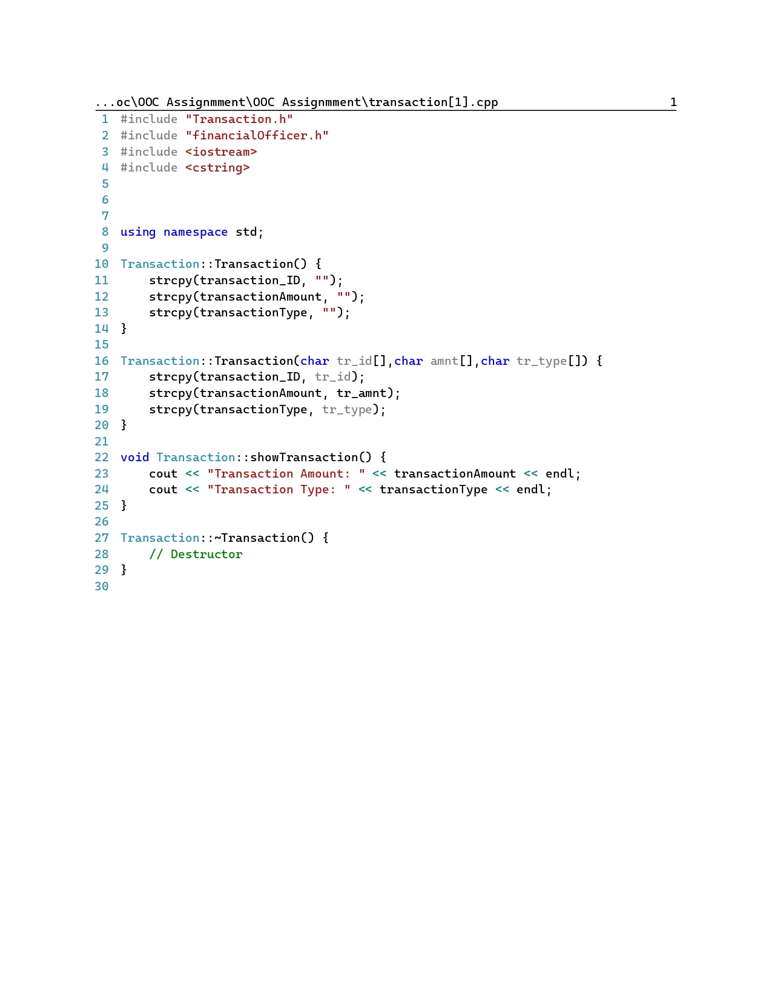 ...oc\OOC Assignmment\OOC Assignmment\transaction[1].cpp 1
1 #include "Transaction.h"
2 #include "financialOfficer.h"
3 #include <iostream>
4 #include <cstring>
5
6
7
8 using namespace std;
9
10 Transaction::Transaction() {
11     strcpy(transaction_ID, "");
12     strcpy(transactionAmount, "");
13     strcpy(transactionType, "");
14 }
15
16 Transaction::Transaction(char tr_id[],char amnt[],char tr_type[]) {
17     strcpy(transaction_ID, tr_id);
18     strcpy(transactionAmount, tr_amnt);
19     strcpy(transactionType, tr_type);
20 }
21
22 void Transaction::showTransaction() {
23     cout << "Transaction Amount: " << transactionAmount << endl;
24     cout << "Transaction Type: " << transactionType << endl;
25 }
26
27 Transaction::~Transaction() {
28     // Destructor
29 }
30